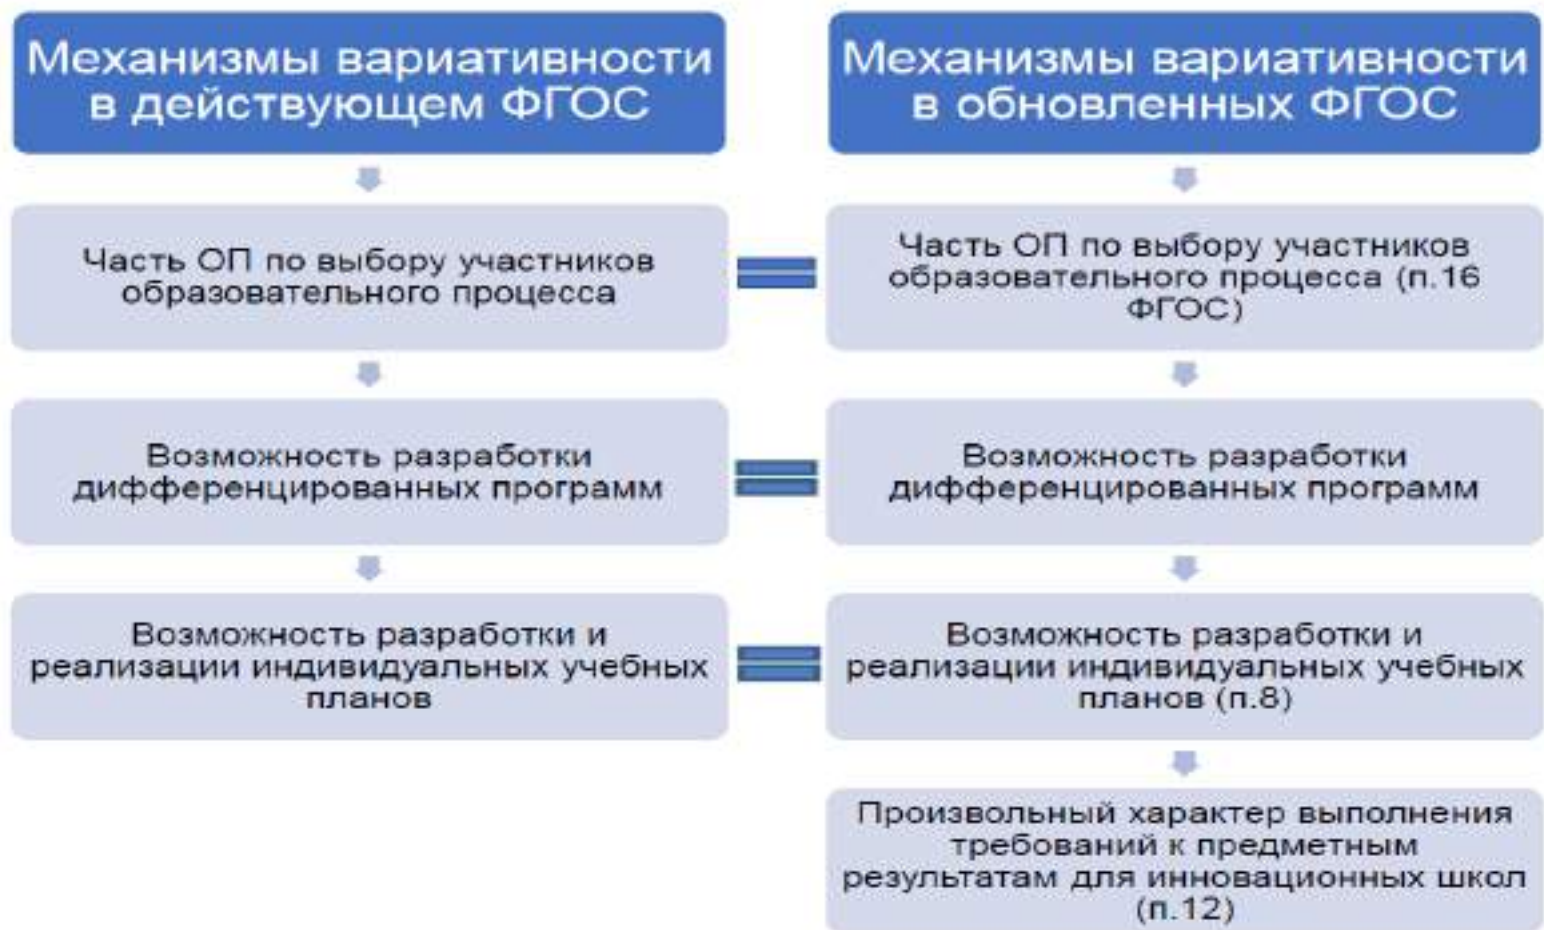 Механизмы вариативности
в действующем ФГОС
Часть ОП по выбору участников
образовательного процесса
Возможность разработки
дифференцированных программ
Возможность разработки и
реализации индивидуальных учебных
планов
Механизмы вариативности
в обновленных ФГОС
Часть ОП по выбору участников
образовательного процесса (п.16
ФГОС)
Возможность разработки
дифференцированных программ
Возможность разработки и
реализации индивидуальных учебных
планов (п.8)
Произвольный характер выполнения
требований к предметным
результатам для инновационных школ
(п.12)